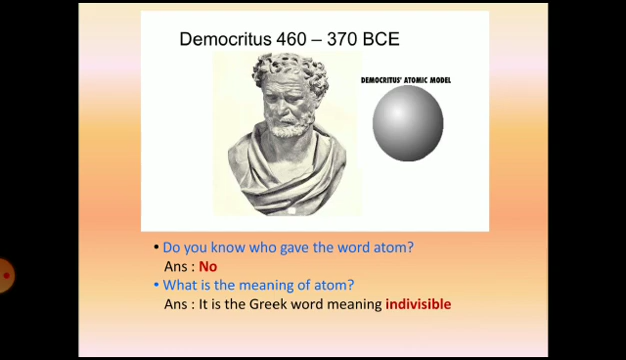 Democritus 460 – 370 BCE
DEMOCRITUS' ATOMIC MODEL
• Do you know who gave the word atom?
Ans : No
• What is the meaning of atom?
Ans : It is the Greek word meaning indivisible